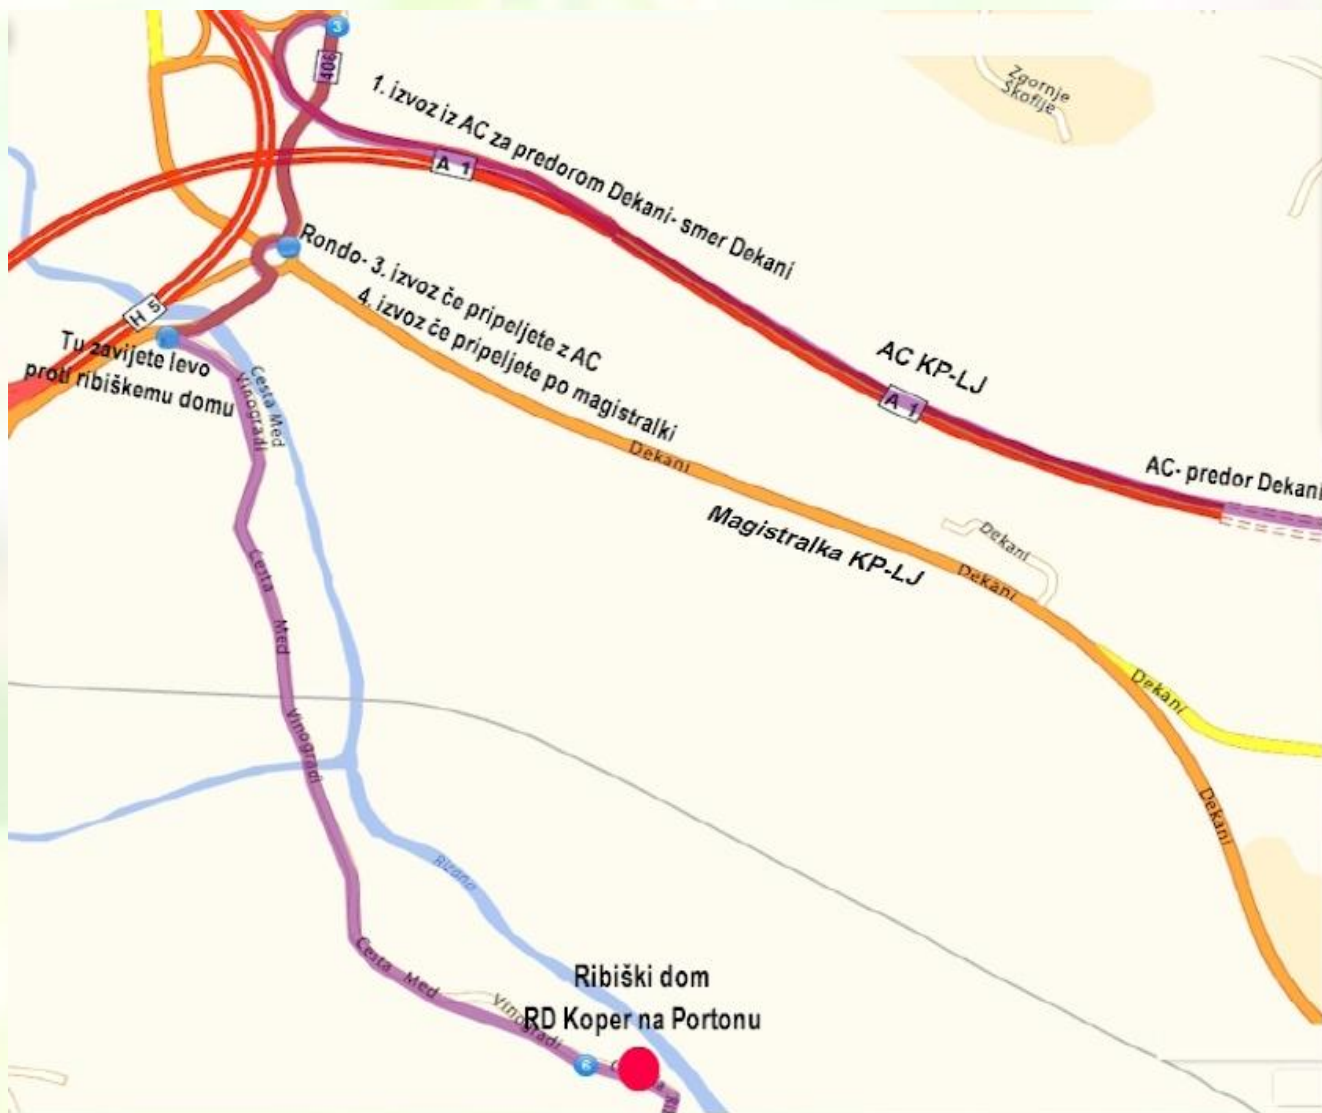 3
406
Zgornje
Škofije
1. izvoz iz AC za predorom Dekani- smer Dekani
A 1
Rondo- 3. izvoz če pripeljete z AC
4. izvoz če pripeljete po magistralki
H 5
Tu zavijete levo
proti ribiškemu domu
Cesta Med
Vinogradi
AC KP-LJ
A 1
AC- predor Dekani
Dekani
Magistralka KP-LJ
Dekani
Dekani
Dekani
Dekani
Cesta Med
Vinogradi
Rižana
Cesta Med
Vinogradi
Ribiški dom
RD Koper na Portonu
6